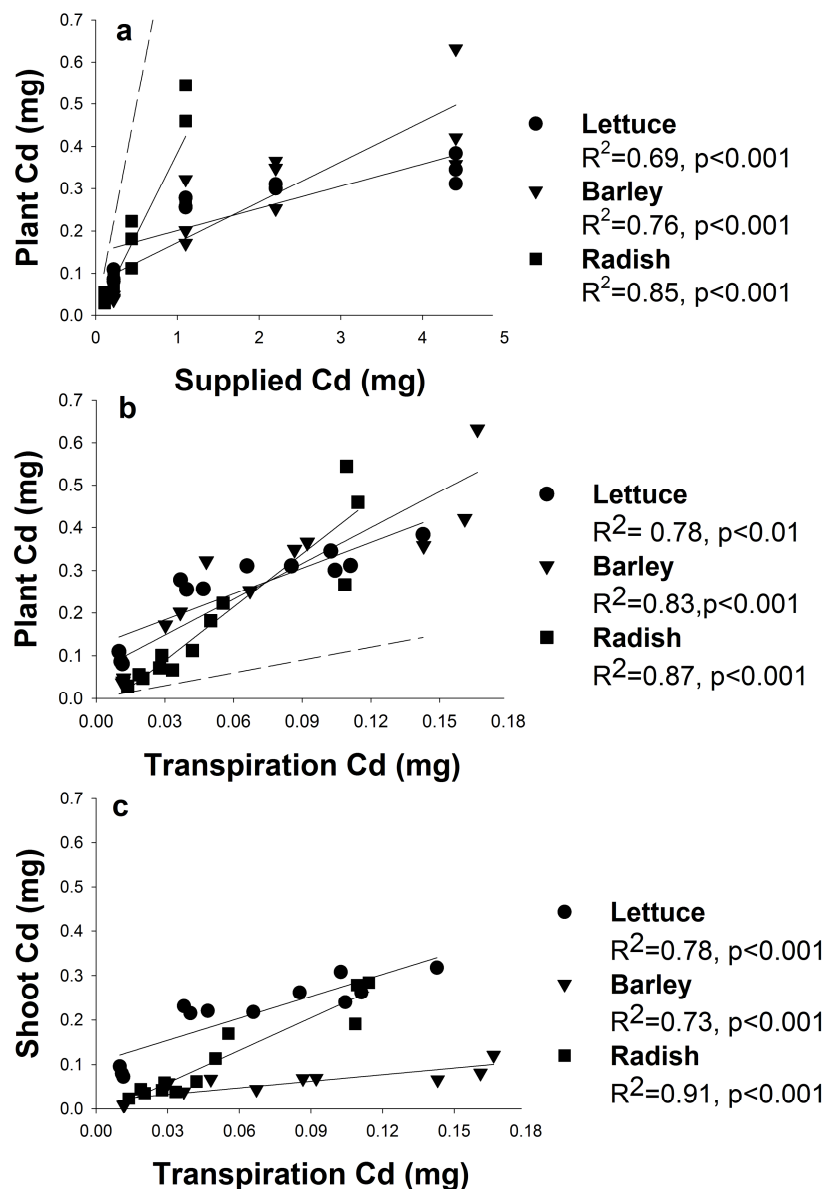 a
0.7
0.6
0.5
0.4
0.3
0.2
0.1
0.0
Plant Cd (mg)
0 1 2 3 4 5
Supplied Cd (mg)
Lettuce
R²=0.69, p<0.001
Barley
R²=0.76, p<0.001
Radish
R²=0.85, p<0.001
b
0.7
0.6
0.5
0.4
0.3
0.2
0.1
0.0
Plant Cd (mg)
0.00 0.03 0.06 0.09 0.12 0.15 0.18
Transpiration Cd (mg)
Lettuce
R²= 0.78, p<0.01
Barley
R²=0.83,p<0.001
Radish
R²=0.87, p<0.001
c
0.7
0.6
0.5
0.4
0.3
0.2
0.1
0.0
Shoot Cd (mg)
0.00 0.03 0.06 0.09 0.12 0.15 0.18
Transpiration Cd (mg)
Lettuce
R²=0.78, p<0.001
Barley
R²=0.73, p<0.001
Radish
R²=0.91, p<0.001